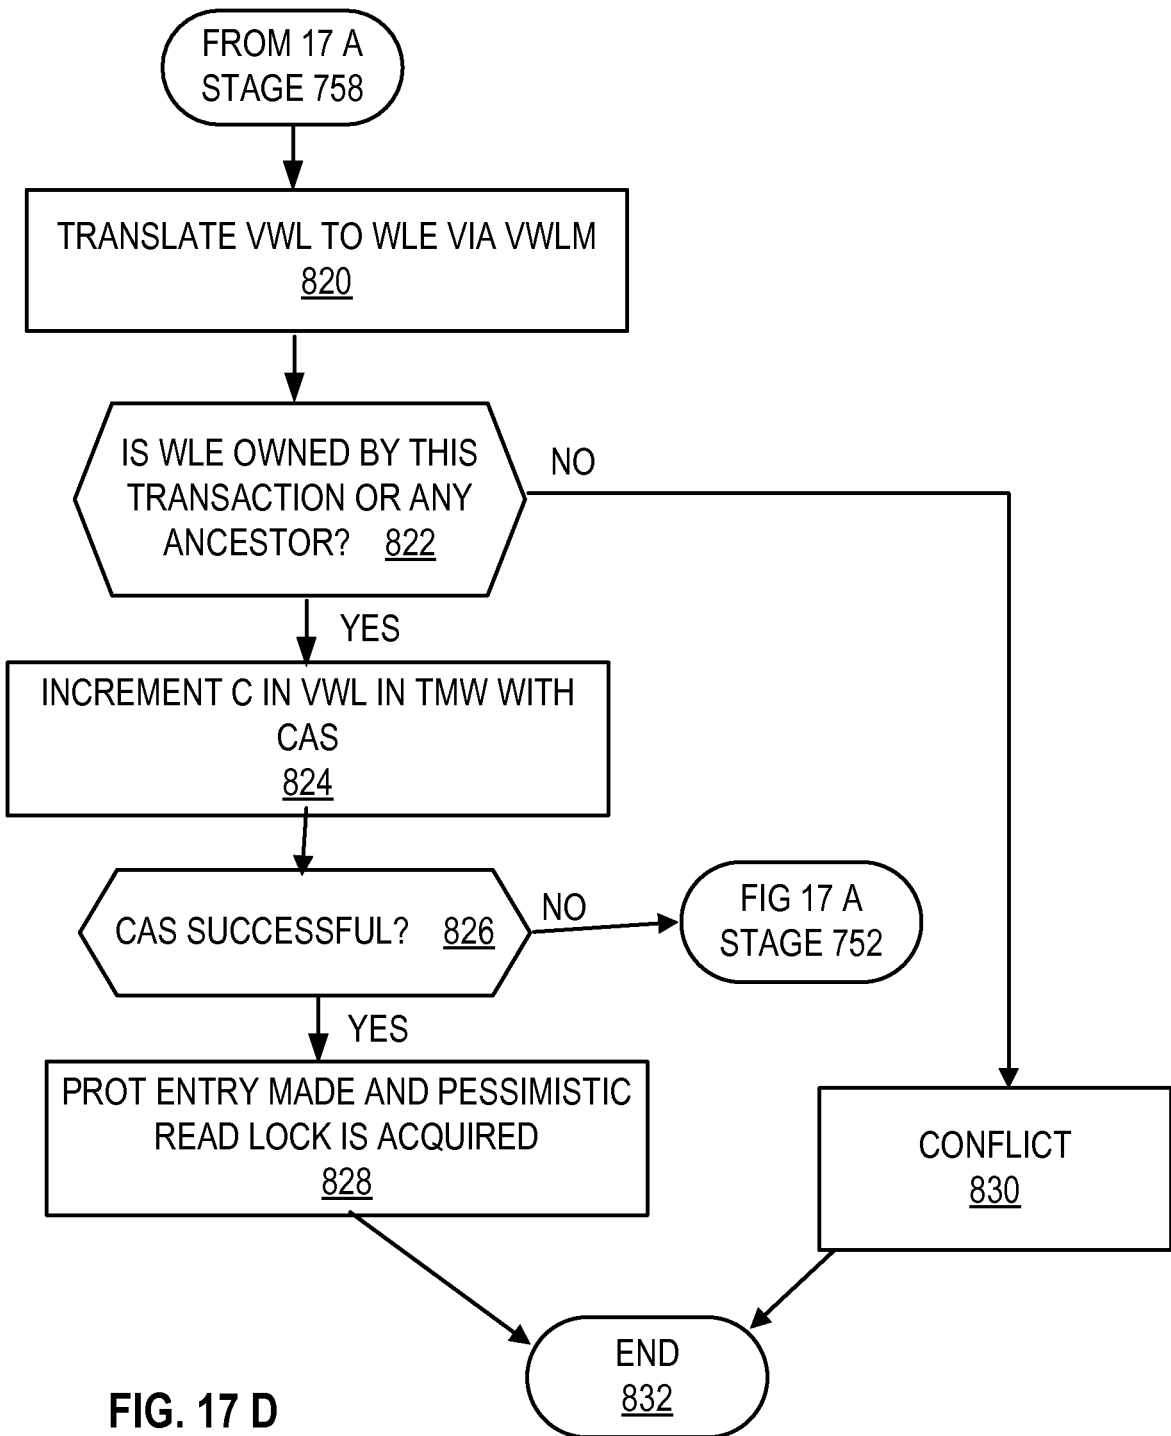 FROM 17 A
STAGE 758
TRANSLATE VWL TO WLE VIA VWLM
820
IS WLE OWNED BY THIS
TRANSACTION OR ANY
ANCESTOR? 822
NO
YES
INCREMENT C IN VWL IN TMW WITH
CAS
824
CAS SUCCESSFUL? 826
NO
FIG 17 A
STAGE 752
YES
PROT ENTRY MADE AND PESSIMISTIC
READ LOCK IS ACQUIRED
828
CONFLICT
830
END
832
FIG. 17 D